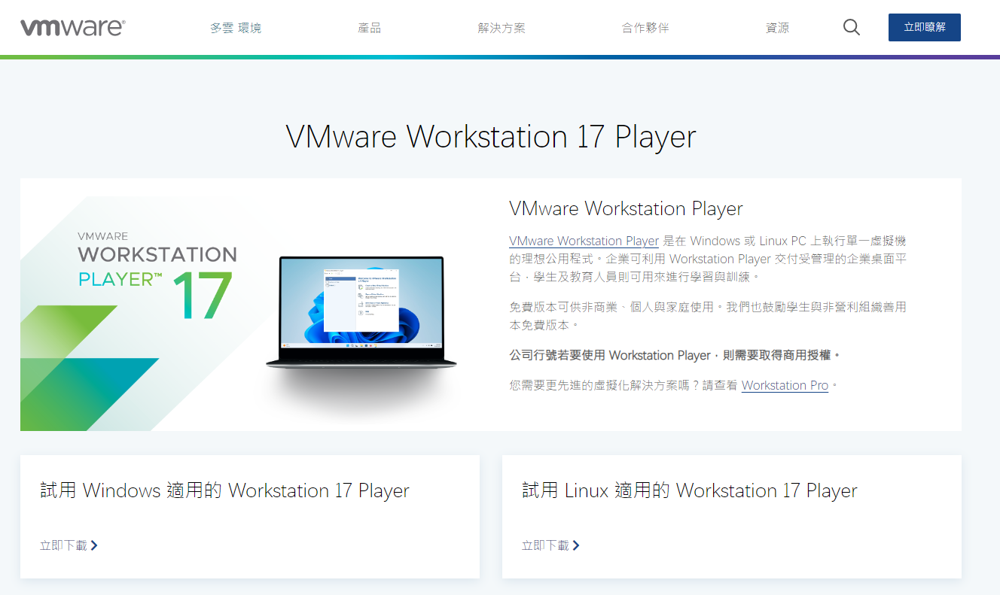 vmware®
多雲 環境
產品
解決方案
合作夥伴
資源
立即瞭解
VMware Workstation 17 Player
VMWARE
WORKSTATION
PLAYER™ 17
VMware Workstation Player
VMware Workstation Player 是在 Windows 或 Linux PC 上執行單一虛擬機
的理想公用程式。企業可利用 Workstation Player 交付受管理的企業桌面平
台，學生及教育人員則可用來進行學習與訓練。
免費版本可供非商業、個人與家庭使用。我們也鼓勵學生與非營利組織善用
本免費版本。
公司行號若要使用 Workstation Player，則需要取得商用授權。
您需要更先進的虛擬化解決方案嗎？請查看 Workstation Pro。
試用 Windows 適用的 Workstation 17 Player
立即下載
試用 Linux 適用的 Workstation 17 Player
立即下載